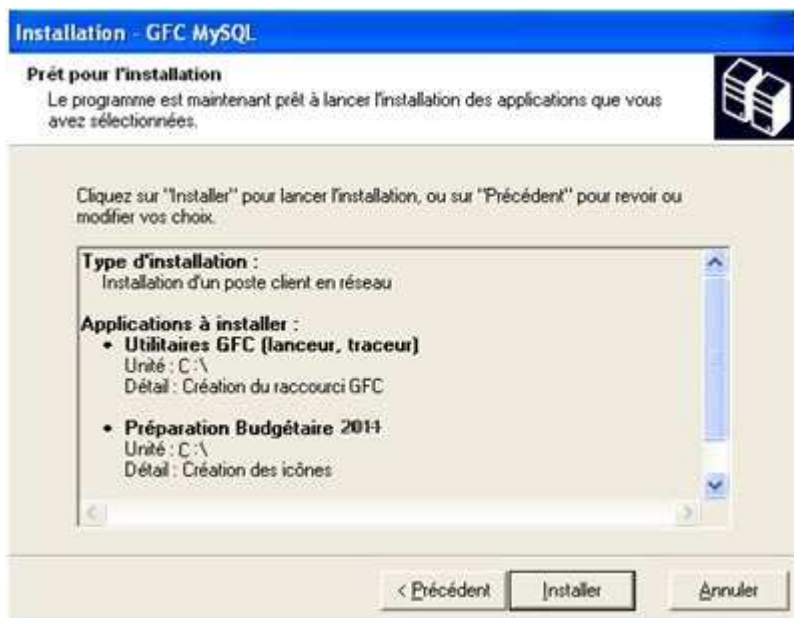 Installation - GFC MySQL
Prêt pour l'installation
Le programme est maintenant prêt à lancer l'installation des applications que vous
avez sélectionnées.
Cliquez sur "Installer" pour lancer l'installation, ou sur "Précédent" pour revoir ou
modifier vos choix.
Type d'installation :
Installation d'un poste client en réseau
Applications à installer :
• Utilitaires GFC (lanceur, traceur)
Unité : C:\
Détail : Création du raccourci GFC
• Préparation Budgétaire 2014
Unité : C:\
Détail : Création des icônes
< Précédent
Installer
Annuler